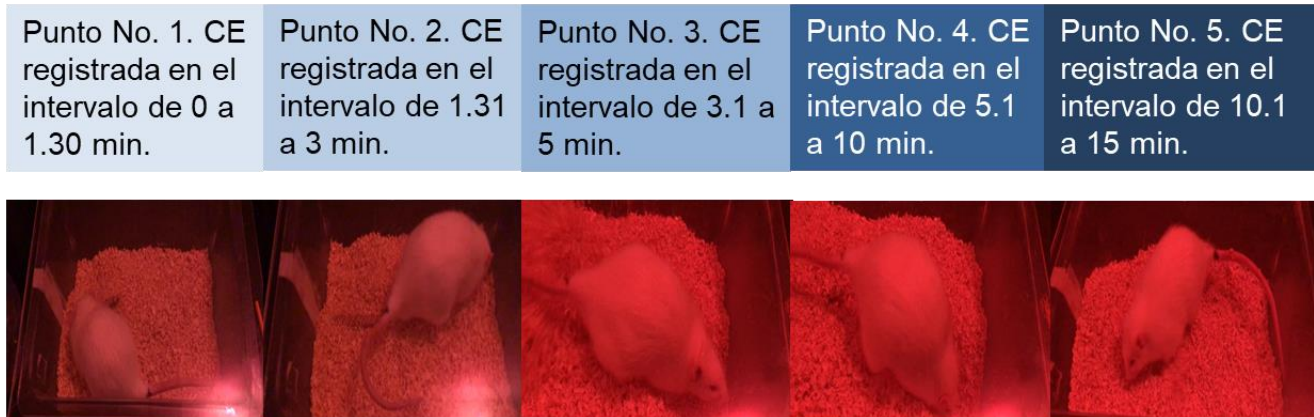 Punto No. 1. CE
registrada en el
intervalo de 0 a
1.30 min.
Punto No. 2. CE
registrada en el
intervalo de 1.31
a 3 min.
Punto No. 3. CE
registrada en el
intervalo de 3.1 a
5 min.
Punto No. 4. CE
registrada en el
intervalo de 5.1
a 10 min.
Punto No. 5. CE
registrada en el
intervalo de 10.1
a 15 min.